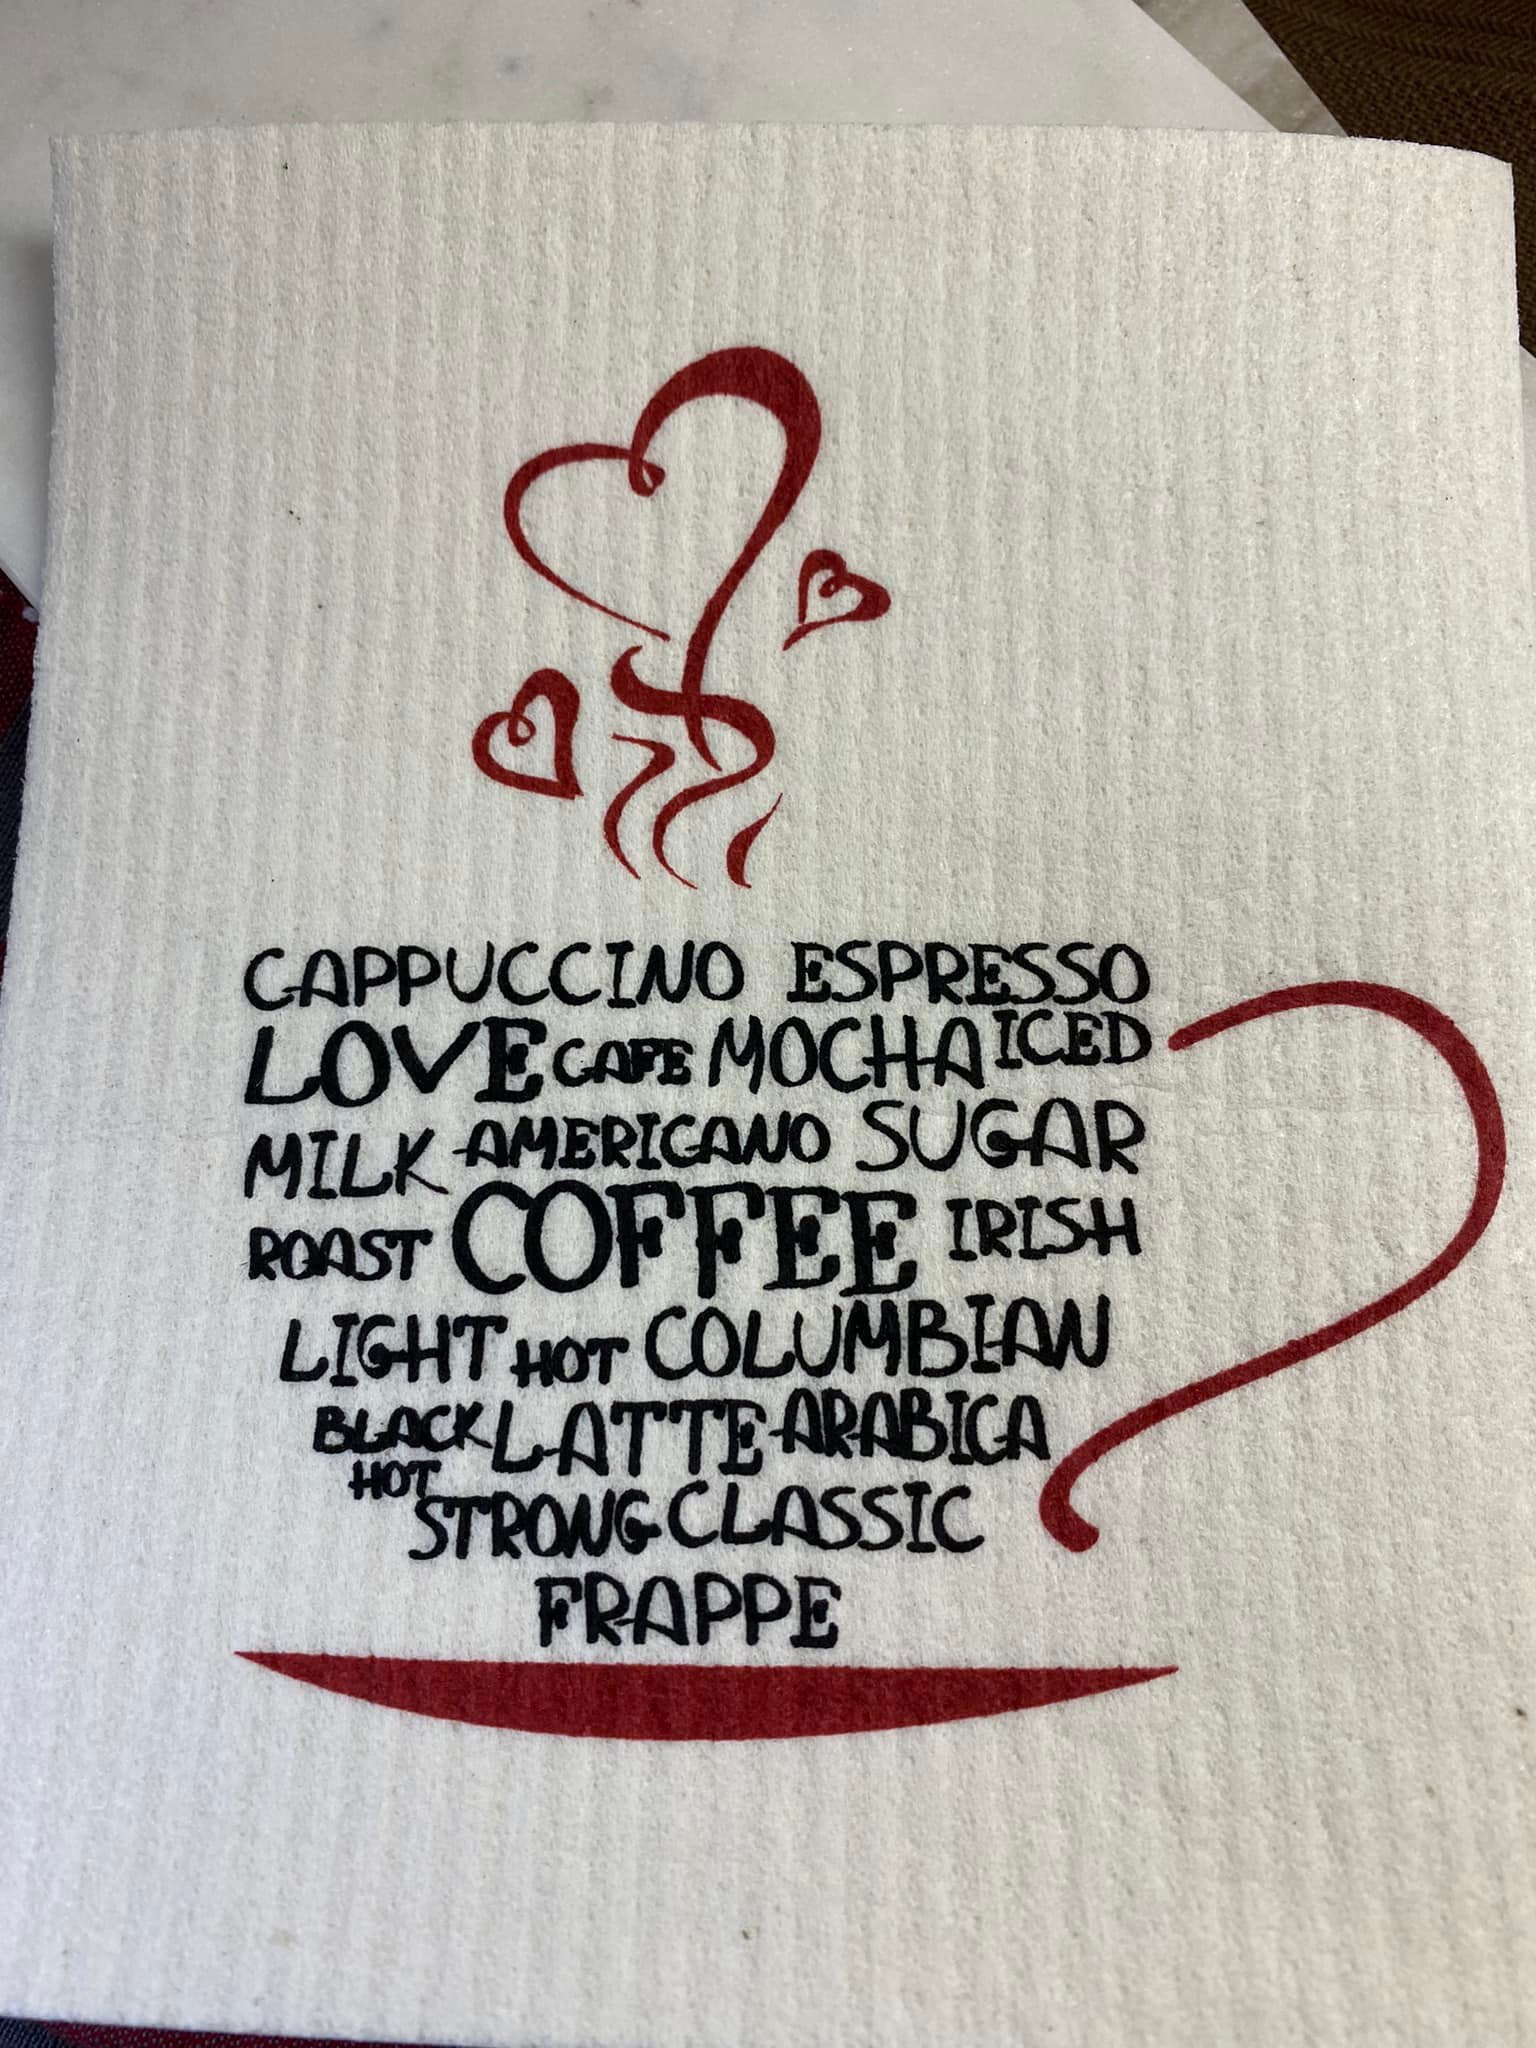 CAPPUCCINO ESPRESSO
LOVE CAFE MOCHA ICED
MILK AMERICANO SUGAR
ROAST COFFEE IRISH
LIGHT HOT COLUMBIAN
BLACK LATTE ARABICA
HOT STRONG CLASSIC
FRAPPE